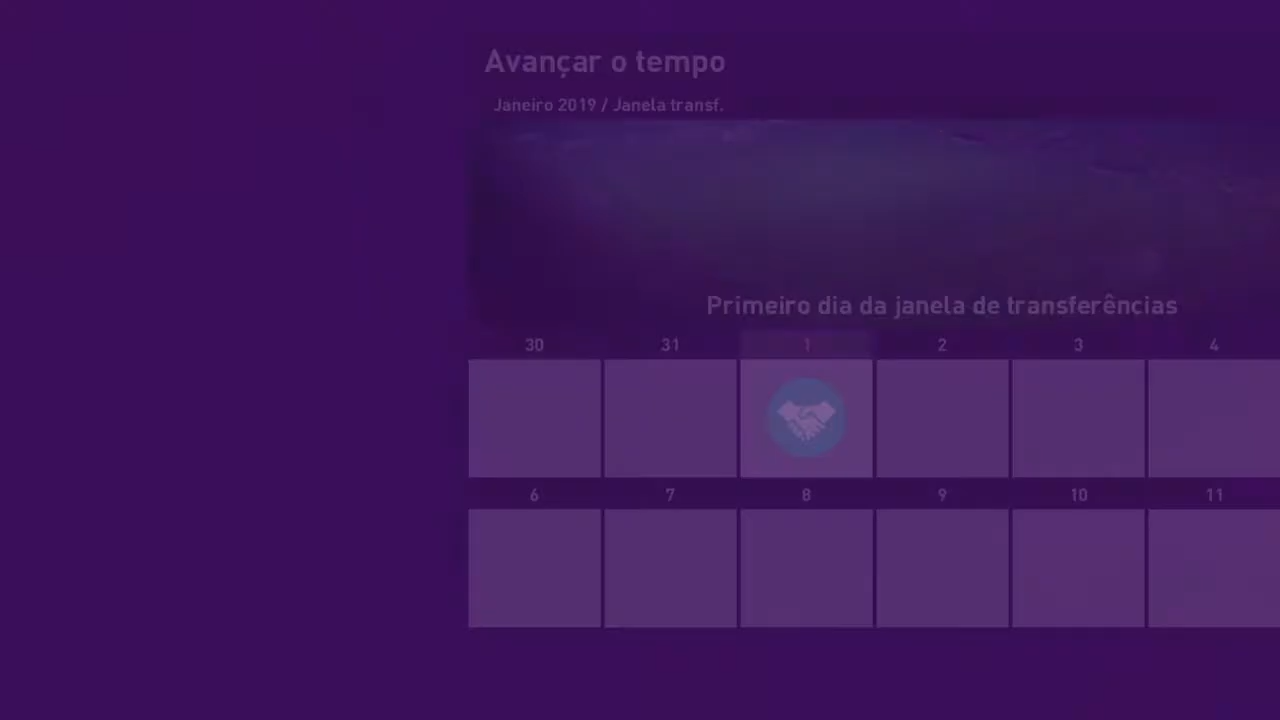 Avançar o tempo
Janeiro 2019 / Janela transf.
Primeiro dia da janela de transferências
30 31 1 2 3 4
6 7 8 9 10 11